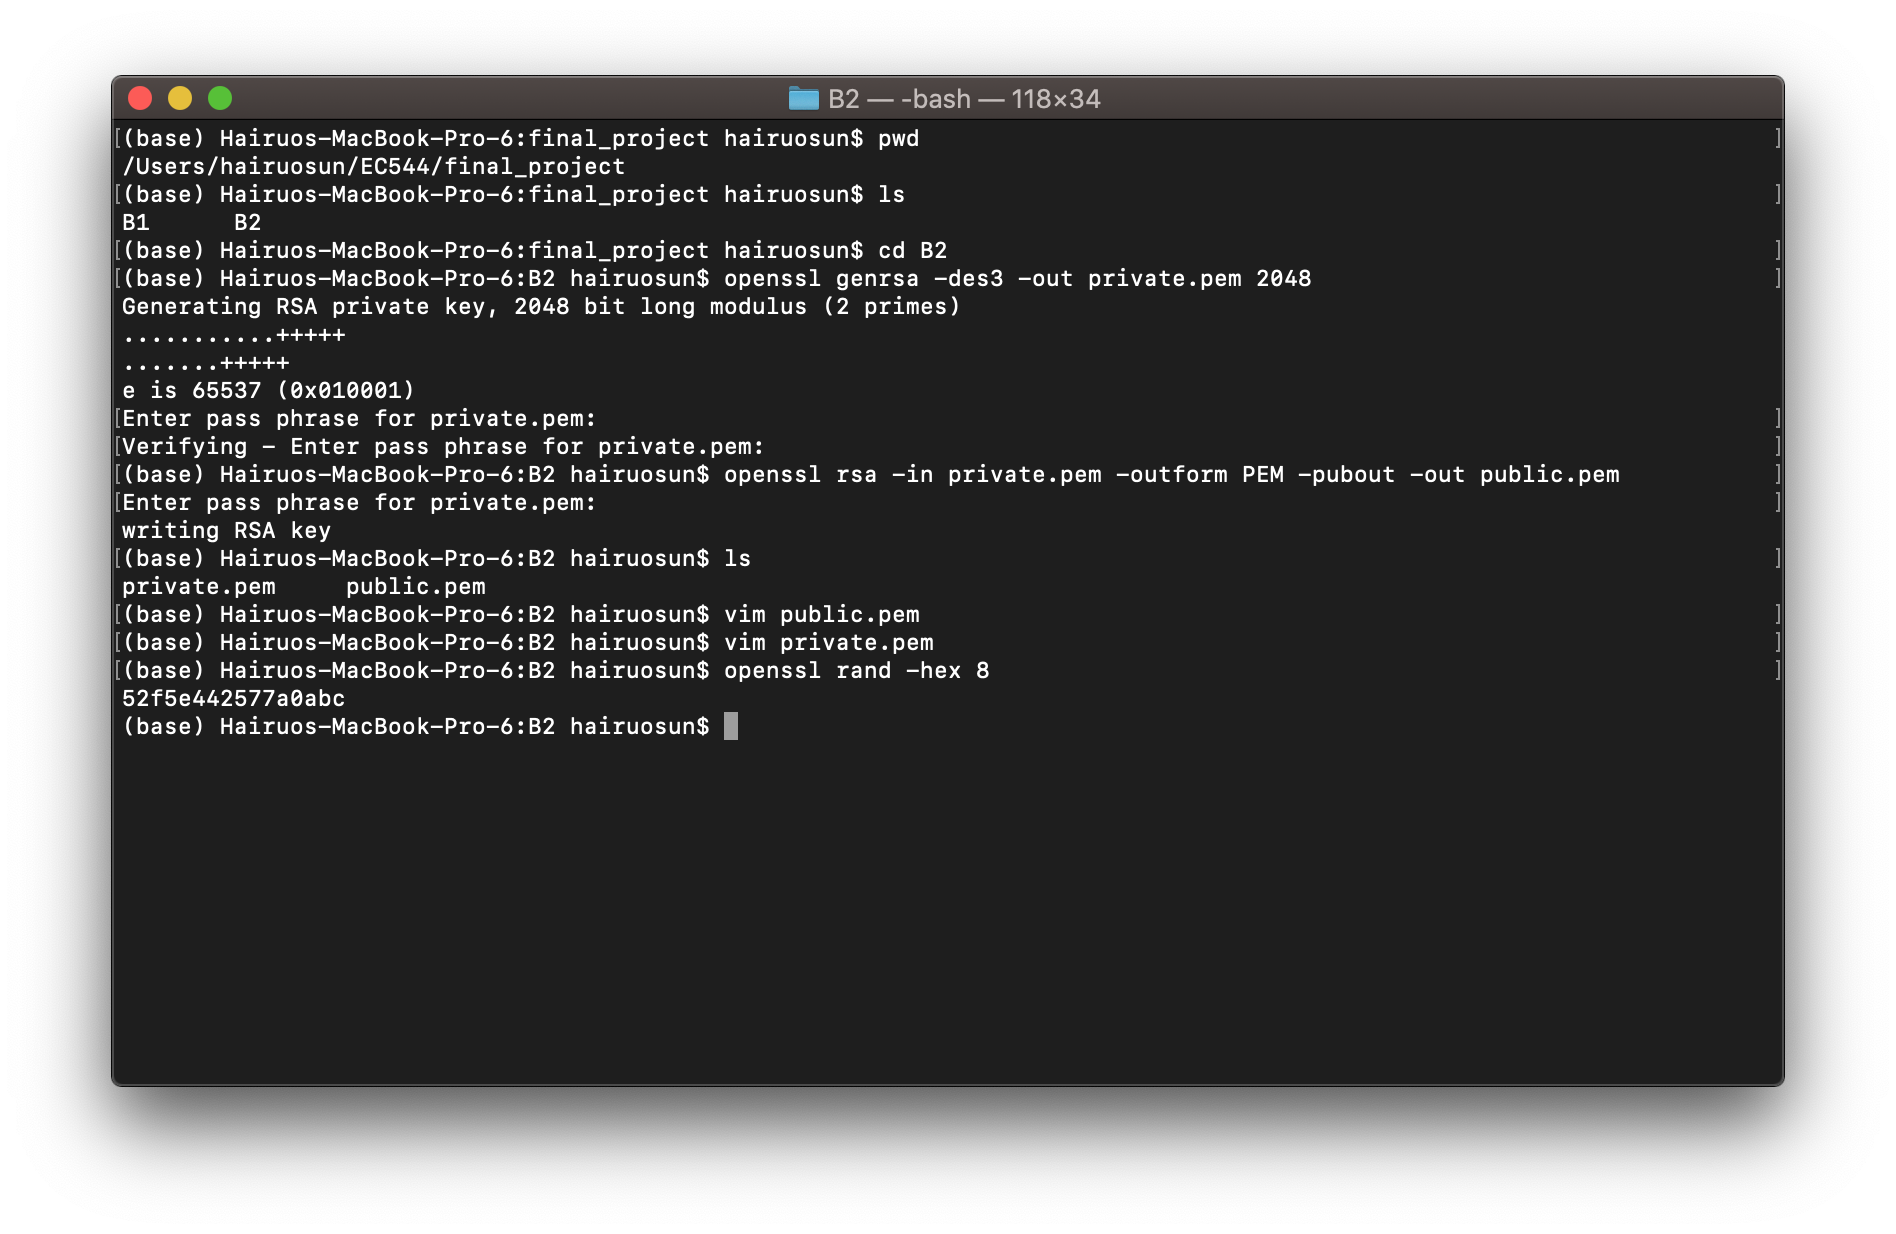 B2 — -bash — 118×34
[(base) Hairuos-MacBook-Pro-6:final_project hairuosun$ pwd ]
/Users/hairuosun/EC544/final_project
[(base) Hairuos-MacBook-Pro-6:final_project hairuosun$ ls ]
B1      B2
[(base) Hairuos-MacBook-Pro-6:final_project hairuosun$ cd B2 ]
[(base) Hairuos-MacBook-Pro-6:B2 hairuosun$ openssl genrsa -des3 -out private.pem 2048 ]
Generating RSA private key, 2048 bit long modulus (2 primes)
...........+++++
.......+++++
e is 65537 (0x010001)
[Enter pass phrase for private.pem: ]
[Verifying - Enter pass phrase for private.pem: ]
[(base) Hairuos-MacBook-Pro-6:B2 hairuosun$ openssl rsa -in private.pem -outform PEM -pubout -out public.pem ]
[Enter pass phrase for private.pem: ]
writing RSA key
[(base) Hairuos-MacBook-Pro-6:B2 hairuosun$ ls ]
private.pem     public.pem
[(base) Hairuos-MacBook-Pro-6:B2 hairuosun$ vim public.pem ]
[(base) Hairuos-MacBook-Pro-6:B2 hairuosun$ vim private.pem ]
[(base) Hairuos-MacBook-Pro-6:B2 hairuosun$ openssl rand -hex 8 ]
52f5e442577a0abc
(base) Hairuos-MacBook-Pro-6:B2 hairuosun$